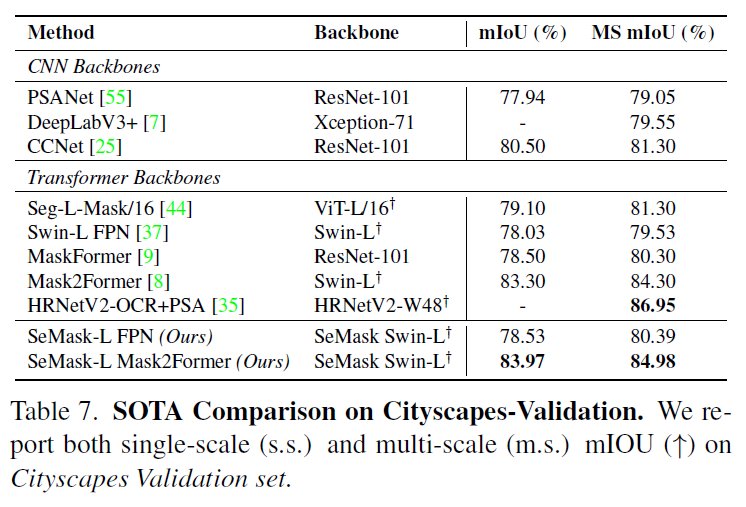 Method Backbone mIoU (%) MS mIoU (%)
CNN Backbones
PSANet [55] ResNet-101 77.94 79.05
DeepLabV3+ [7] Xception-71 - 79.55
CCNet [25] ResNet-101 80.50 81.30
Transformer Backbones
Seg-L-Mask/16 [44] ViT-L/16† 79.10 81.30
Swin-L FPN [37] Swin-L† 78.03 79.53
MaskFormer [9] ResNet-101 78.50 80.30
Mask2Former [8] Swin-L† 83.30 84.30
HRNetV2-OCR+PSA [35] HRNetV2-W48† - 86.95
SeMask-L FPN (Ours) SeMask Swin-L† 78.53 80.39
SeMask-L Mask2Former (Ours) SeMask Swin-L† 83.97 84.98
Table 7. SOTA Comparison on Cityscapes-Validation. We re-
port both single-scale (s.s.) and multi-scale (m.s.) mIOU (↑) on
Cityscapes Validation set.